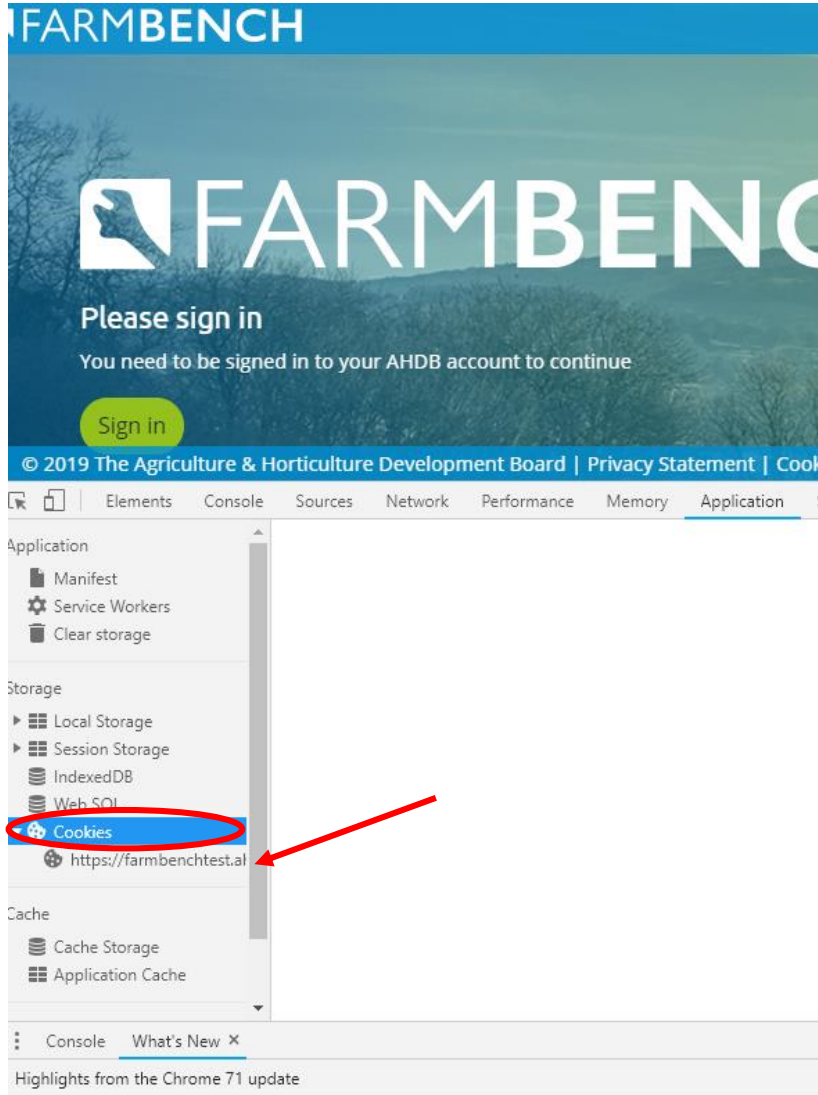 FARMBENCH
FARMBENC
Please sign in
You need to be signed in to your AHDB account to continue
Sign in
© 2019 The Agriculture & Horticulture Development Board | Privacy Statement | Cook
Elements Console Sources Network Performance Memory Application
Application
Manifest
Service Workers
Clear storage
Storage
Local Storage
Session Storage
IndexedDB
Web SQL
Cookies
https://farmbenchtest.ah
Cache
Cache Storage
Application Cache
Console What's New ×
Highlights from the Chrome 71 update